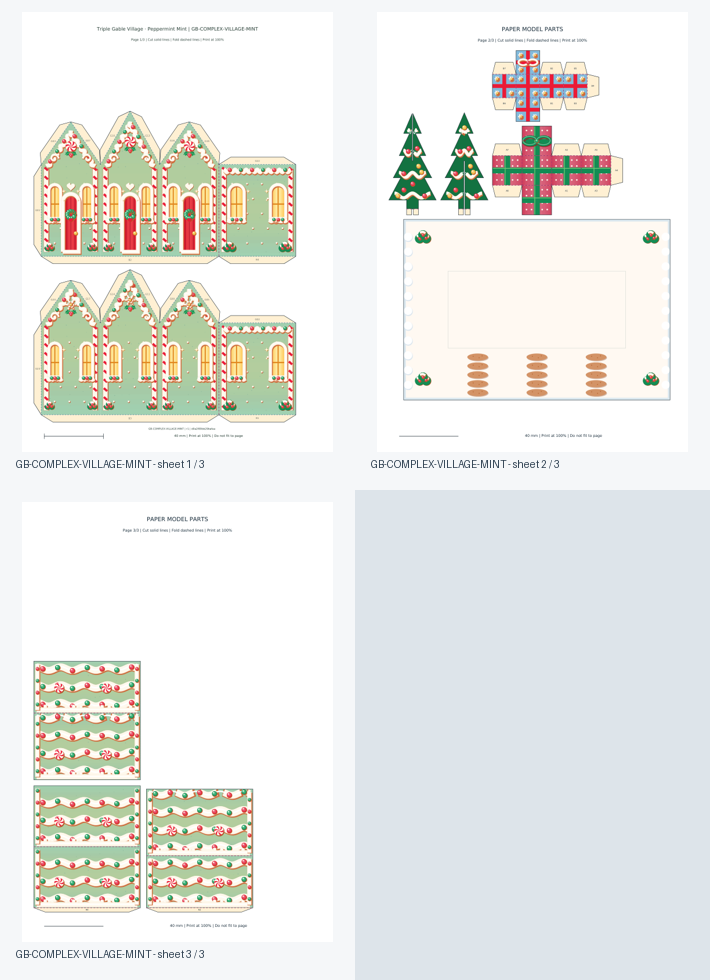 Triple Gable Village - Peppermint Mint | GB-COMPLEX-VILLAGE-MINT
Page 1/3 | Cut solid lines | Fold dashed lines | Print at 100%
40 mm | Print at 100% | Do not fit to page
GB-COMPLEX-VILLAGE-MINT - sheet 1 / 3
PAPER MODEL PARTS
Page 2/3 | Cut solid lines | Fold dashed lines | Print at 100%
40 mm | Print at 100% | Do not fit to page
GB-COMPLEX-VILLAGE-MINT - sheet 2 / 3
PAPER MODEL PARTS
Page 3/3 | Cut solid lines | Fold dashed lines | Print at 100%
40 mm | Print at 100% | Do not fit to page
GB-COMPLEX-VILLAGE-MINT - sheet 3 / 3